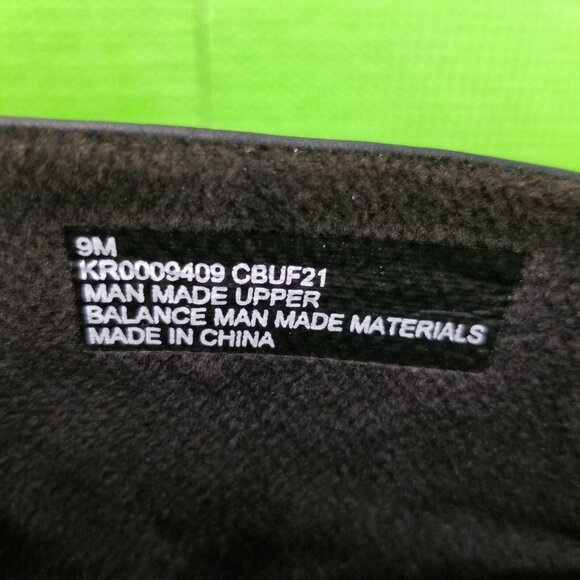 9M
KR0009409 CBUF21
MAN MADE UPPER
BALANCE MAN MADE MATERIALS
MADE IN CHINA